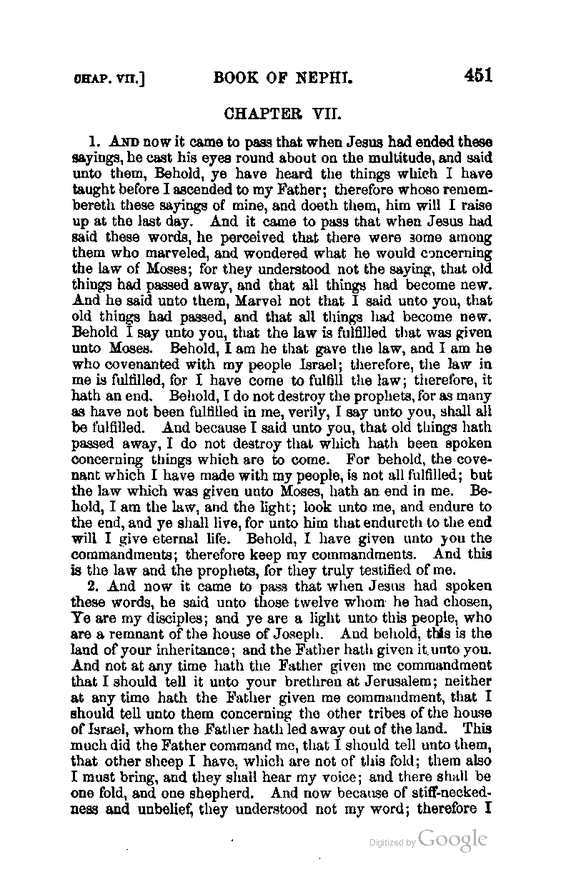 CHAP. VII.] BOOK OF NEPHI. 451
CHAPTER VII.
1. AND now it came to pass that when Jesus had ended these
sayings, he cast his eyes round about on the multitude, and said
unto them, Behold, ye have heard the things which I have
taught before I ascended to my Father; therefore whoso remem-
bereth these sayings of mine, and doeth them, him will I raise
up at the last day. And it came to pass that when Jesus had
said these words, he perceived that there were some among
them who marveled, and wondered what he would concerning
the law of Moses; for they understood not the saying, that old
things had passed away, and that all things had become new.
And he said unto them, Marvel not that I said unto you, that
old things had passed, and that all things had become new.
Behold I say unto you, that the law is fulfilled that was given
unto Moses. Behold, I am he that gave the law, and I am he
who covenanted with my people Israel; therefore, the law in
me is fulfilled, for I have come to fulfill the law; therefore, it
hath an end. Behold, I do not destroy the prophets, for as many
as have not been fulfilled in me, verily, I say unto you, shall all
be fulfilled. And because I said unto you, that old things hath
passed away, I do not destroy that which hath been spoken
concerning things which are to come. For behold, the cove-
nant which I have made with my people, is not all fulfilled; but
the law which was given unto Moses, hath an end in me. Be-
hold, I am the law, and the light; look unto me, and endure to
the end, and ye shall live, for unto him that endureth to the end
will I give eternal life. Behold, I have given unto you the
commandments; therefore keep my commandments. And this
is the law and the prophets, for they truly testified of me.
2. And now it came to pass that when Jesus had spoken
these words, he said unto those twelve whom he had chosen,
Ye are my disciples; and ye are a light unto this people, who
are a remnant of the house of Joseph. And behold, this is the
land of your inheritance; and the Father hath given it unto you.
And not at any time hath the Father given me commandment
that I should tell it unto your brethren at Jerusalem; neither
at any time hath the Father given me commandment, that I
should tell unto them concerning the other tribes of the house
of Israel, whom the Father hath led away out of the land. This
much did the Father command me, that I should tell unto them,
that other sheep I have, which are not of this fold; them also
I must bring, and they shall hear my voice; and there shall be
one fold, and one shepherd. And now because of stiff-necked-
ness and unbelief, they understood not my word; therefore I
Digitized by Google